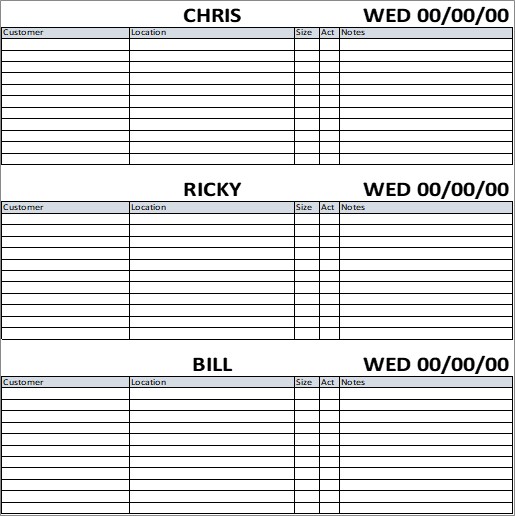 CHRIS WED 00/00/00
Customer Location Size Act Notes
RICKY WED 00/00/00
Customer Location Size Act Notes
BILL WED 00/00/00
Customer Location Size Act Notes